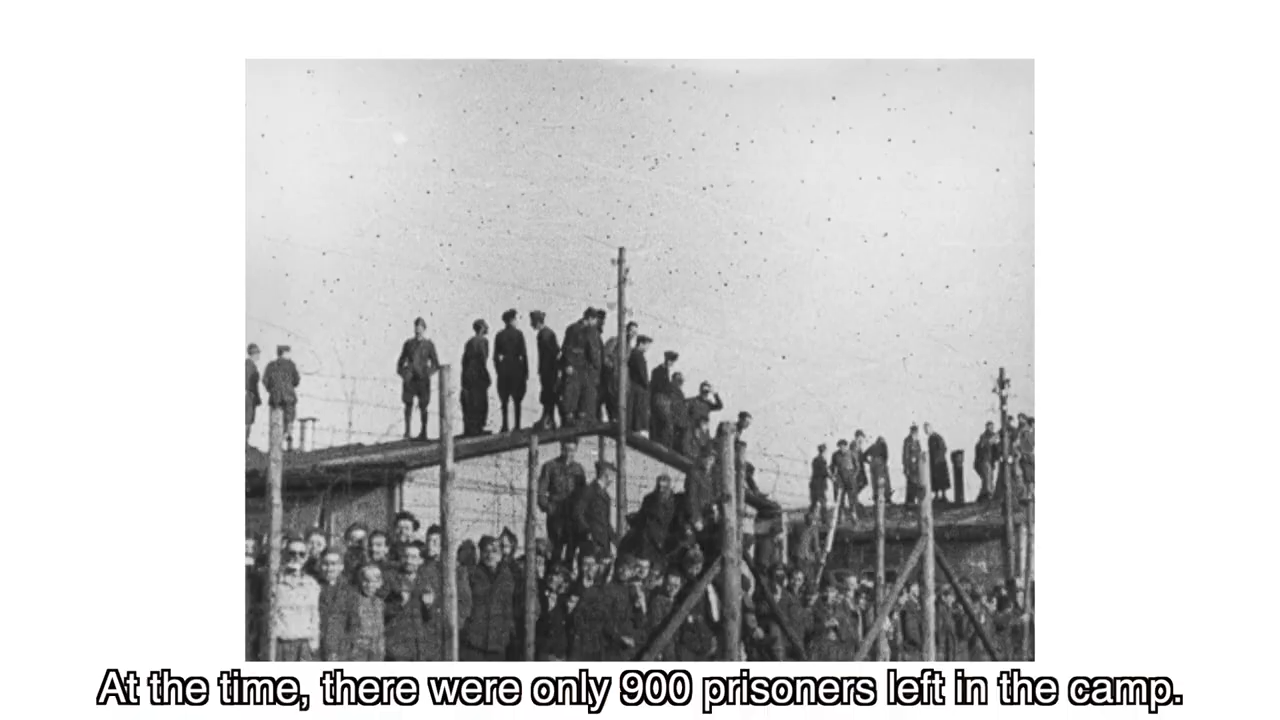 At the time, there were only 900 prisoners left in the camp.